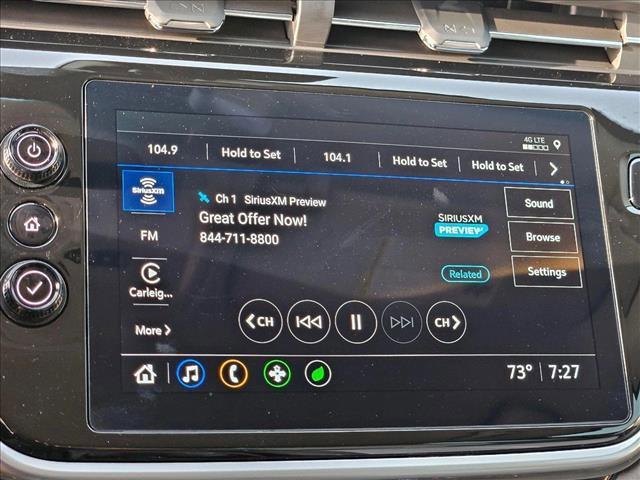 4G LTE
104.9 Hold to Set 104.1 Hold to Set Hold to Set
SiriusXM
Ch 1 SiriusXM Preview
Great Offer Now!
844-711-8800
SIRIUSXM
PREVIEW
Sound
FM
Browse
Related
Settings
Carleig...
More
CH
CH
73° 7:27